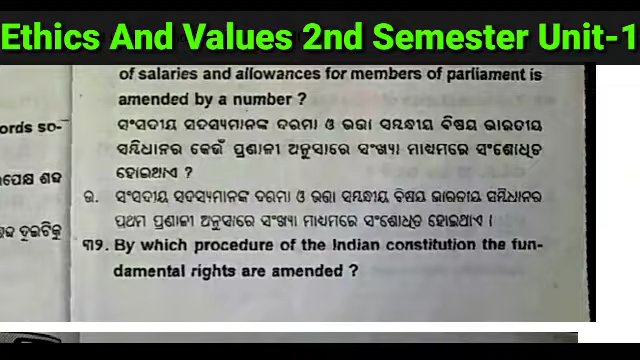 Ethics And Values 2nd Semester Unit-1
of salaries and allowances for members of parliament is
amended by a number ?
ସଂସଦୀୟ ସଦସ୍ୟମାନଙ୍କ ଦରମା ଓ ଭତ୍ତା ସମ୍ବନ୍ଧୀୟ ବିଷୟ ଭାରତୀୟ
ସମ୍ବିଧାନର କେଉଁ ପ୍ରଣାଳୀ ଅନୁସାରେ ସଂଖ୍ୟା ମାଧ୍ୟମରେ ସଂଶୋଧିତ
ହୋଇଥାଏ ?
ଉ. ସଂସଦୀୟ ସଦସ୍ୟମାନଙ୍କ ଦରମା ଓ ଭତ୍ତା ସମ୍ବନ୍ଧୀୟ ବିଷୟ ଭାରତୀୟ ସମ୍ବିଧାନର
ପ୍ରଥମ ପ୍ରଣାଳୀ ଅନୁସାରେ ସଂଖ୍ୟା ମାଧ୍ୟମରେ ସଂଶୋଧିତ ହୋଇଥାଏ ।
୩୨. By which procedure of the Indian constitution the fun-
damental rights are amended ?
ords so-
ଶବ୍ଦ
ଦୁଇଟିକୁ